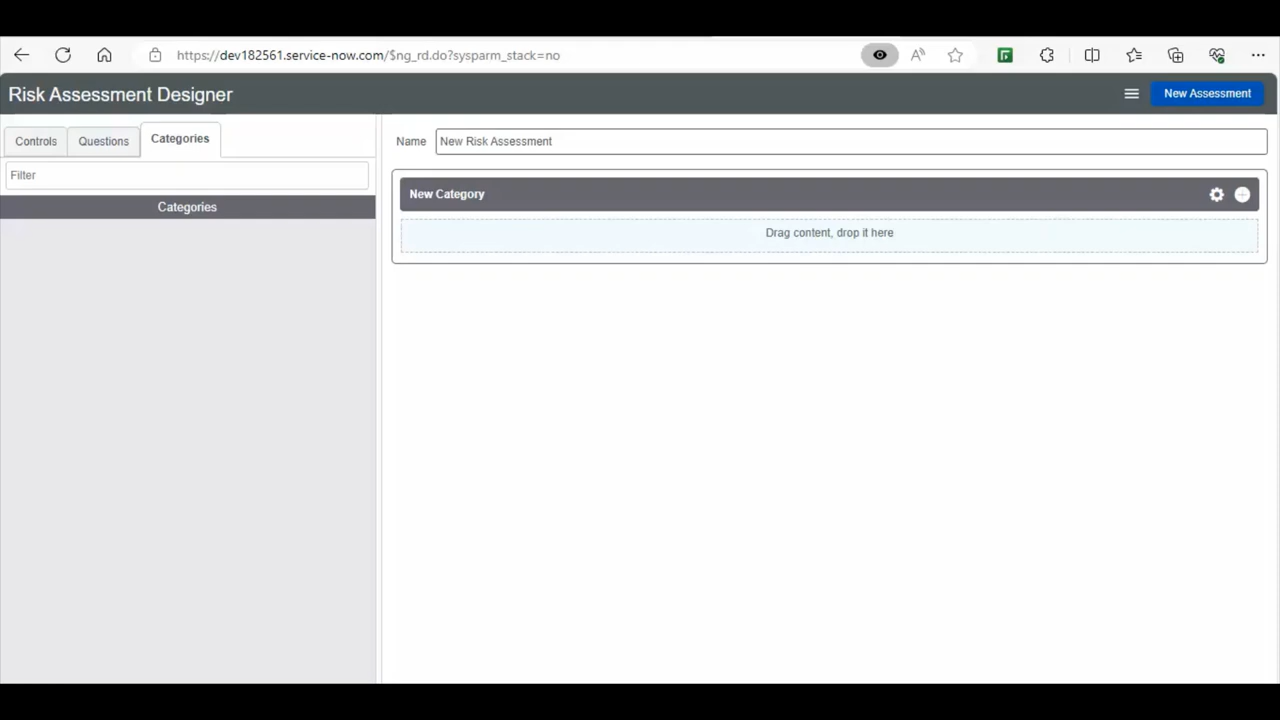 https://dev182561.service-now.com/$ng_rd.do?sysparm_stack=no
Risk Assessment Designer
New Assessment
Controls
Questions
Categories
Name
New Risk Assessment
Filter
Categories
New Category
Drag content, drop it here